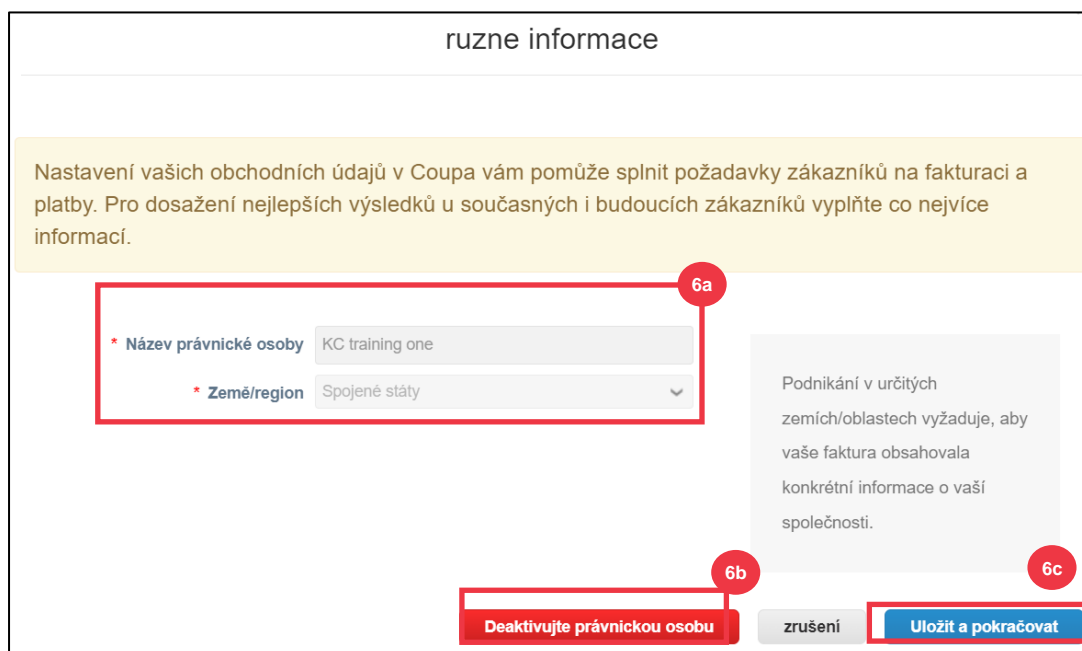 ruzne informace
Nastavení vašich obchodních údajů v Coupa vám pomůže splnit požadavky zákazníků na fakturaci a
platby. Pro dosažení nejlepších výsledků u současných i budoucích zákazníků vyplňte co nejvíce
informací.
6a
* Název právnické osoby KC training one
* Země/region Spojené státy
Podnikání v určitých
zemích/oblastech vyžaduje, aby
vaše faktura obsahovala
konkrétní informace o vaší
společnosti.
6b
6c
Deaktivujte právnickou osobu zrušení Uložit a pokračovat